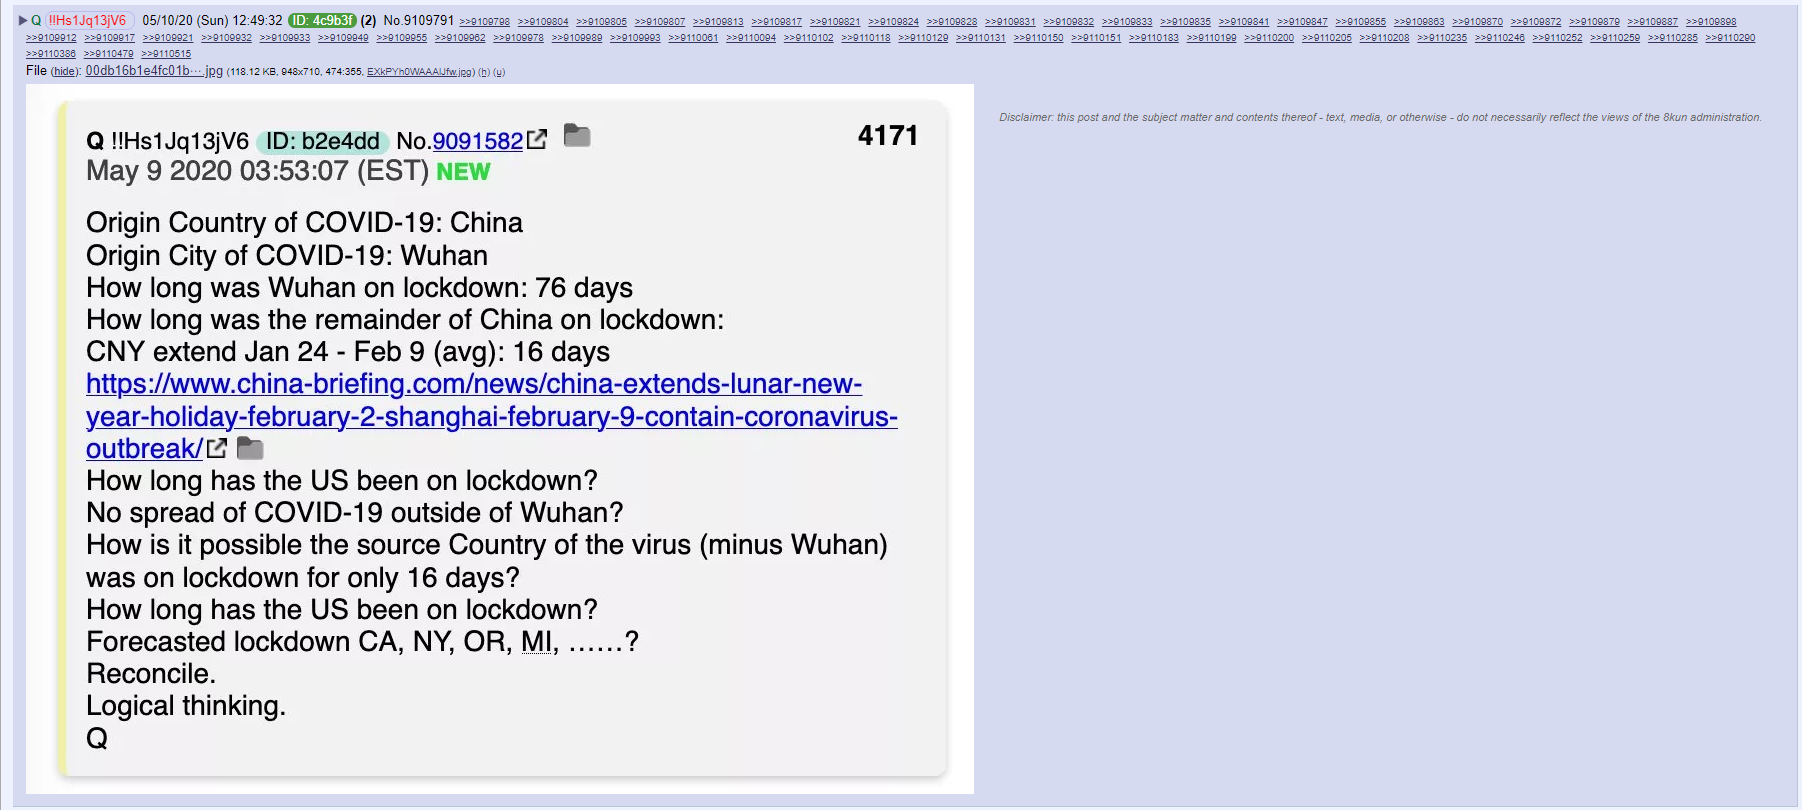 ▶ Q !!Hs1Jq13jV6 05/10/20 (Sun) 12:49:32 ID: 4c9b3f (2) No.9109791 >>9109798 >>9109804 >>9109805 >>9109807 >>9109813 >>9109817 >>9109821 >>9109824 >>9109828 >>9109831 >>9109832 >>9109833 >>9109835 >>9109841 >>9109847 >>9109855 >>9109863 >>9109870 >>9109872 >>9109879 >>9109887 >>9109898
>>9109912 >>9109917 >>9109921 >>9109932 >>9109933 >>9109949 >>9109955 >>9109962 >>9109978 >>9109989 >>9109993 >>9110061 >>9110094 >>9110102 >>9110118 >>9110129 >>9110131 >>9110150 >>9110151 >>9110183 >>9110199 >>9110200 >>9110205 >>9110208 >>9110235 >>9110246 >>9110252 >>9110259 >>9110285 >>9110290
>>9110386 >>9110479 >>9110515
File (hide): 00db16b1e4fc01b⋯.jpg (118.12 KB, 948x710, 474:355, EXkPYh0WAAAlJfw.jpg) (h) (u)
Disclaimer: this post and the subject matter and contents thereof - text, media, or otherwise - do not necessarily reflect the views of the 8kun administration.
Q !!Hs1Jq13jV6 ID: b2e4dd No.9091582 4171
May 9 2020 03:53:07 (EST) NEW
Origin Country of COVID-19: China
Origin City of COVID-19: Wuhan
How long was Wuhan on lockdown: 76 days
How long was the remainder of China on lockdown:
CNY extend Jan 24 - Feb 9 (avg): 16 days
https://www.china-briefing.com/news/china-extends-lunar-new-
year-holiday-february-2-shanghai-february-9-contain-coronavirus-
outbreak/
How long has the US been on lockdown?
No spread of COVID-19 outside of Wuhan?
How is it possible the source Country of the virus (minus Wuhan)
was on lockdown for only 16 days?
How long has the US been on lockdown?
Forecasted lockdown CA, NY, OR, MI, ......?
Reconcile.
Logical thinking.
Q